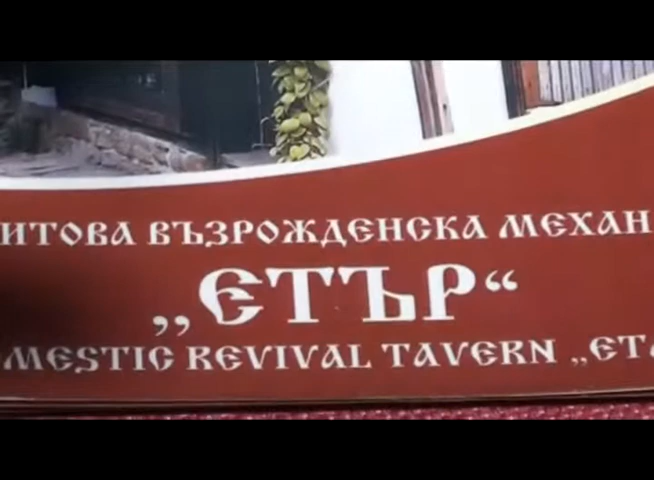 ИТОВА ВЪЗРОЖДЕНСКА МЕХАН
„ЕТЪР“
MESTIC REVIVAL TAVERN „ET